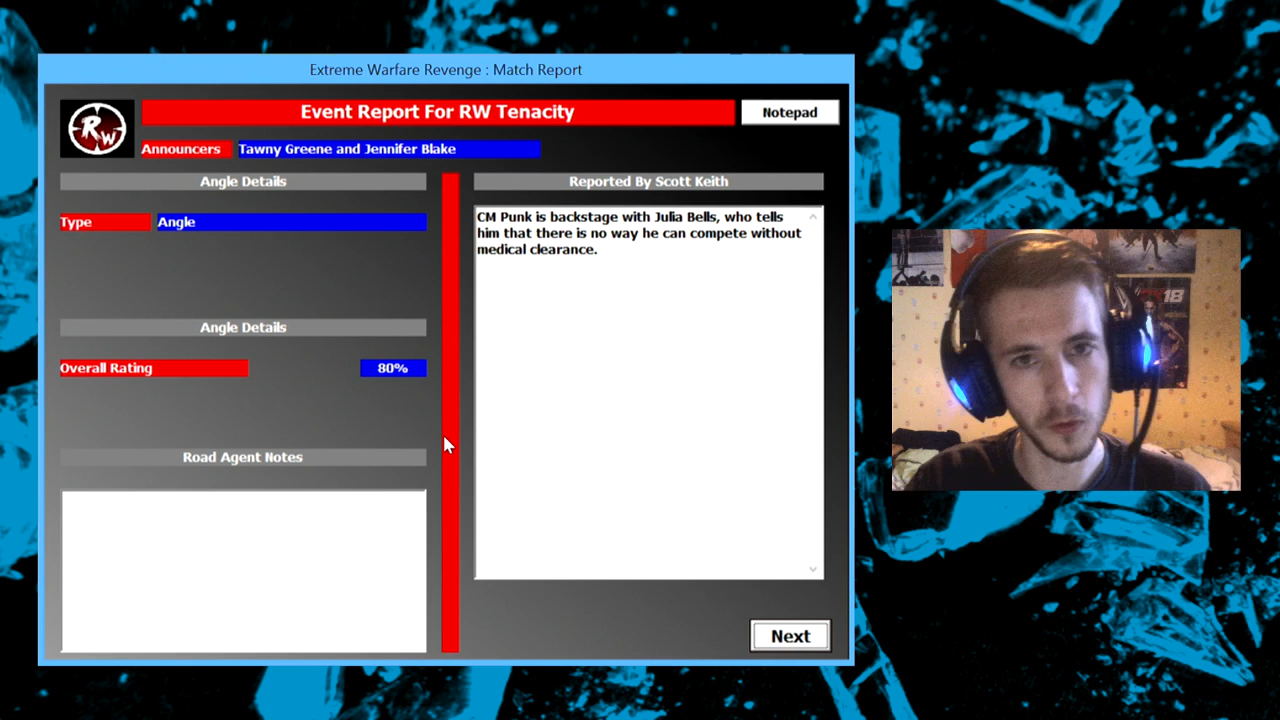 Extreme Warfare Revenge : Match Report
RW
Event Report For RW Tenacity
Notepad
Announcers
Tawny Greene and Jennifer Blake
Angle Details
Reported By Scott Keith
Type
Angle
CM Punk is backstage with Julia Bells, who tells
him that there is no way he can compete without
medical clearance.
Angle Details
Overall Rating
80%
Road Agent Notes
Next
18